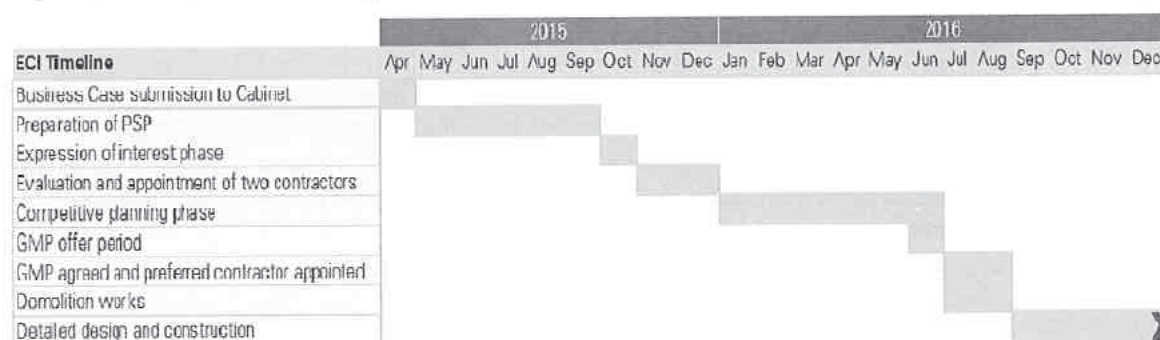 2015 2016
ECI Timeline Apr May Jun Jul Aug Sep Oct Nov Dec Jan Feb Mar Apr May Jun Jul Aug Sep Oct Nov Dec
Business Case submission to Cabinet
Preparation of PSP
Expression of interest phase
Evaluation and appointment of two contractors
Competitive planning phase
GMP offer period
GMP agreed and preferred contractor appointed
Demolition works
Detailed design and construction